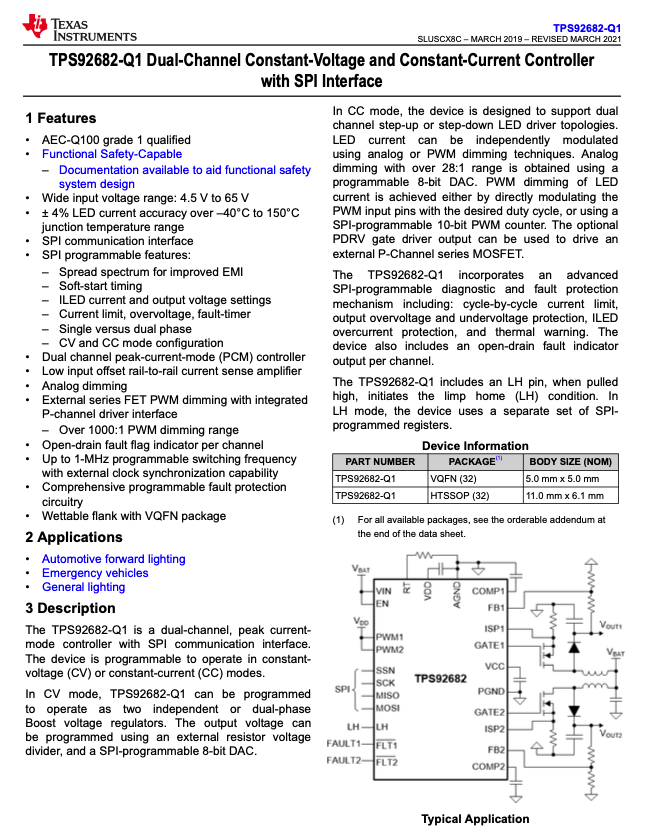 TEXAS
INSTRUMENTS
TPS92682-Q1
SLUSCX8C – MARCH 2019 – REVISED MARCH 2021
TPS92682-Q1 Dual-Channel Constant-Voltage and Constant-Current Controller
with SPI Interface
1 Features
• AEC-Q100 grade 1 qualified
• Functional Safety-Capable
– Documentation available to aid functional safety
system design
• Wide input voltage range: 4.5 V to 65 V
• ± 4% LED current accuracy over –40°C to 150°C
junction temperature range
• SPI communication interface
• SPI programmable features:
– Spread spectrum for improved EMI
– Soft-start timing
– ILED current and output voltage settings
– Current limit, overvoltage, fault-timer
– Single versus dual phase
– CV and CC mode configuration
• Dual channel peak-current-mode (PCM) controller
• Low input offset rail-to-rail current sense amplifier
• Analog dimming
• External series FET PWM dimming with integrated
P-channel driver interface
– Over 1000:1 PWM dimming range
• Open-drain fault flag indicator per channel
• Up to 1-MHz programmable switching frequency
with external clock synchronization capability
• Comprehensive programmable fault protection
circuitry
• Wettable flank with VQFN package
2 Applications
• Automotive forward lighting
• Emergency vehicles
• General lighting
3 Description
The TPS92682-Q1 is a dual-channel, peak current-
mode controller with SPI communication interface.
The device is programmable to operate in constant-
voltage (CV) or constant-current (CC) modes.
In CV mode, TPS92682-Q1 can be programmed
to operate as two independent or dual-phase
Boost voltage regulators. The output voltage can
be programmed using an external resistor voltage
divider, and a SPI-programmable 8-bit DAC.
In CC mode, the device is designed to support dual
channel step-up or step-down LED driver topologies.
LED current can be independently modulated
using analog or PWM dimming techniques. Analog
dimming with over 28:1 range is obtained using a
programmable 8-bit DAC. PWM dimming of LED
current is achieved either by directly modulating the
PWM input pins with the desired duty cycle, or using a
SPI-programmable 10-bit PWM counter. The optional
PDRV gate driver output can be used to drive an
external P-Channel series MOSFET.
The TPS92682-Q1 incorporates an advanced
SPI-programmable diagnostic and fault protection
mechanism including: cycle-by-cycle current limit,
output overvoltage and undervoltage protection, ILED
overcurrent protection, and thermal warning. The
device also includes an open-drain fault indicator
output per channel.
The TPS92682-Q1 includes an LH pin, when pulled
high, initiates the limp home (LH) condition. In
LH mode, the device uses a separate set of SPI-
programmed registers.
Device Information
PART NUMBER PACKAGE(1) BODY SIZE (NOM)
TPS92682-Q1 VQFN (32) 5.0 mm x 5.0 mm
TPS92682-Q1 HTSSOP (32) 11.0 mm x 6.1 mm
(1) For all available packages, see the orderable addendum at
the end of the data sheet.
VBAT
RT
VDD
AGND
COMP1
VIN
EN
FB1
VDD
ISP1
VOUT1
PWM1
GATE1
VBAT
PWM2
VCC
SSN
TPS92682
SCK
SPI
PGND
MISO
MOSI
GATE2
LH
LH
ISP2
VOUT2
FAULT1
FLT1
FB2
FAULT2
FLT2
COMP2
Typical Application